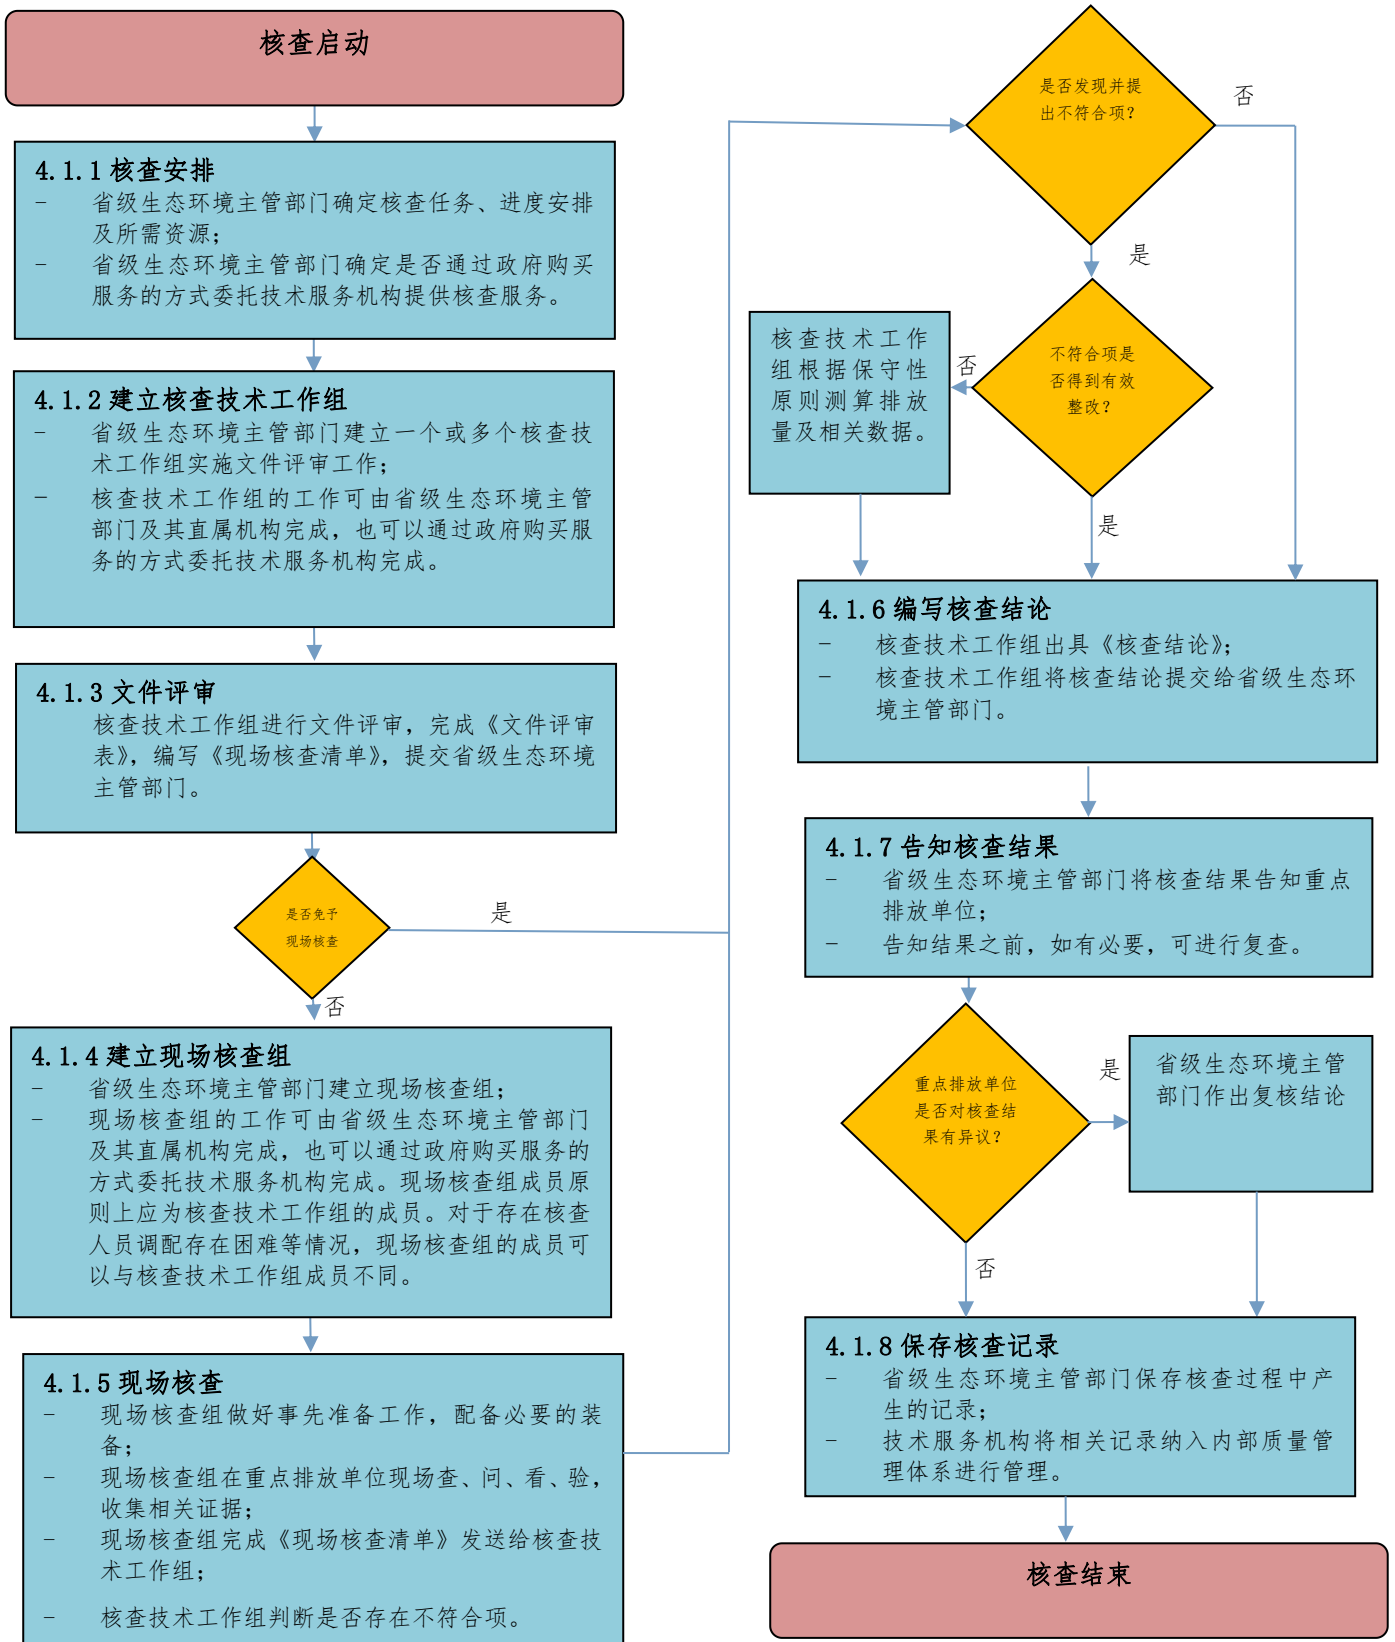 核查启动
4.1.1 核查安排
- 省级生态环境主管部门确定核查任务、进度安排
及所需资源；
- 省级生态环境主管部门确定是否通过政府购买
服务的方式委托技术服务机构提供核查服务。
4.1.2 建立核查技术工作组
- 省级生态环境主管部门建立一个或多个核查技
术工作组实施文件评审工作；
- 核查技术工作组的工作可由省级生态环境主管
部门及其直属机构完成，也可以通过政府购买服
务的方式委托技术服务机构完成。
4.1.3 文件评审
核查技术工作组进行文件评审，完成《文件评审
表》，编写《现场核查清单》，提交省级生态环境
主管部门。
是否免予
现场核查
是
否
4.1.4 建立现场核查组
- 省级生态环境主管部门建立现场核查组；
- 现场核查组的工作可由省级生态环境主管部门
及其直属机构完成，也可以通过政府购买服务的
方式委托技术服务机构完成。现场核查组成员原
则上应为核查技术工作组的成员。对于存在核查
人员调配存在困难等情况，现场核查组的成员可
以与核查技术工作组成员不同。
4.1.5 现场核查
- 现场核查组做好事先准备工作，配备必要的装
备；
- 现场核查组在重点排放单位现场查、问、看、验，
收集相关证据；
- 现场核查组完成《现场核查清单》发送给核查技
术工作组；
- 核查技术工作组判断是否存在不符合项。
是否发现并提
出不符合项？
否
是
不符合项是
否得到有效
整改？
否
核查技术工作
组根据保守性
原则测算排放
量及相关数据。
是
4.1.6 编写核查结论
- 核查技术工作组出具《核查结论》；
- 核查技术工作组将核查结论提交给省级生态环
境主管部门。
4.1.7 告知核查结果
- 省级生态环境主管部门将核查结果告知重点
排放单位；
- 告知结果之前，如有必要，可进行复查。
重点排放单位
是否对核查结
果有异议？
是
省级生态环境主管
部门作出复核结论
否
4.1.8 保存核查记录
- 省级生态环境主管部门保存核查过程中产
生的记录；
- 技术服务机构将相关记录纳入内部质量管
理体系进行管理。
核查结束